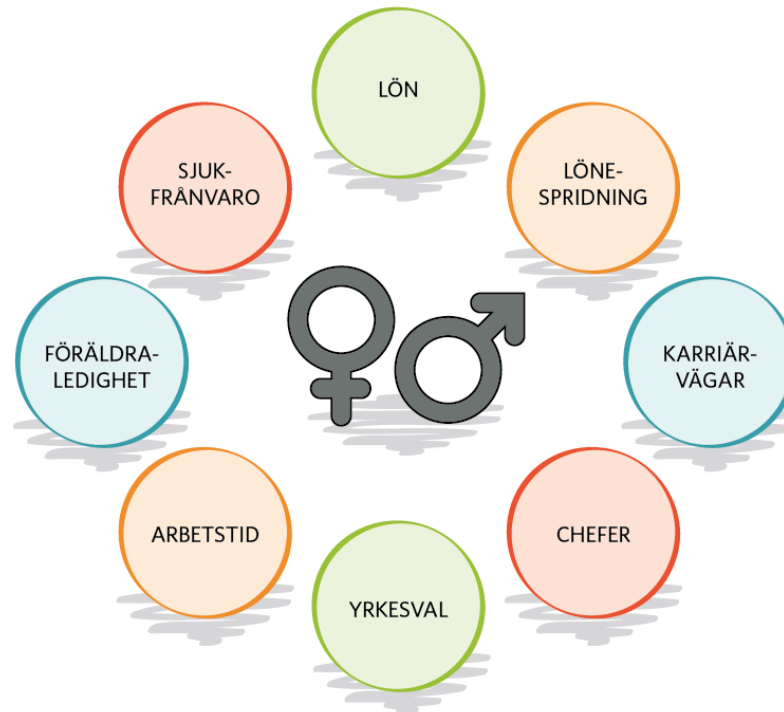 LÖN
LÖNE-
SPRIDNING
KARRIÄR-
VÄGAR
CHEFER
YRKESVAL
ARBETSTID
FÖRÄLDRA-
LEDIGHET
SJUK-
FRÅNVARO